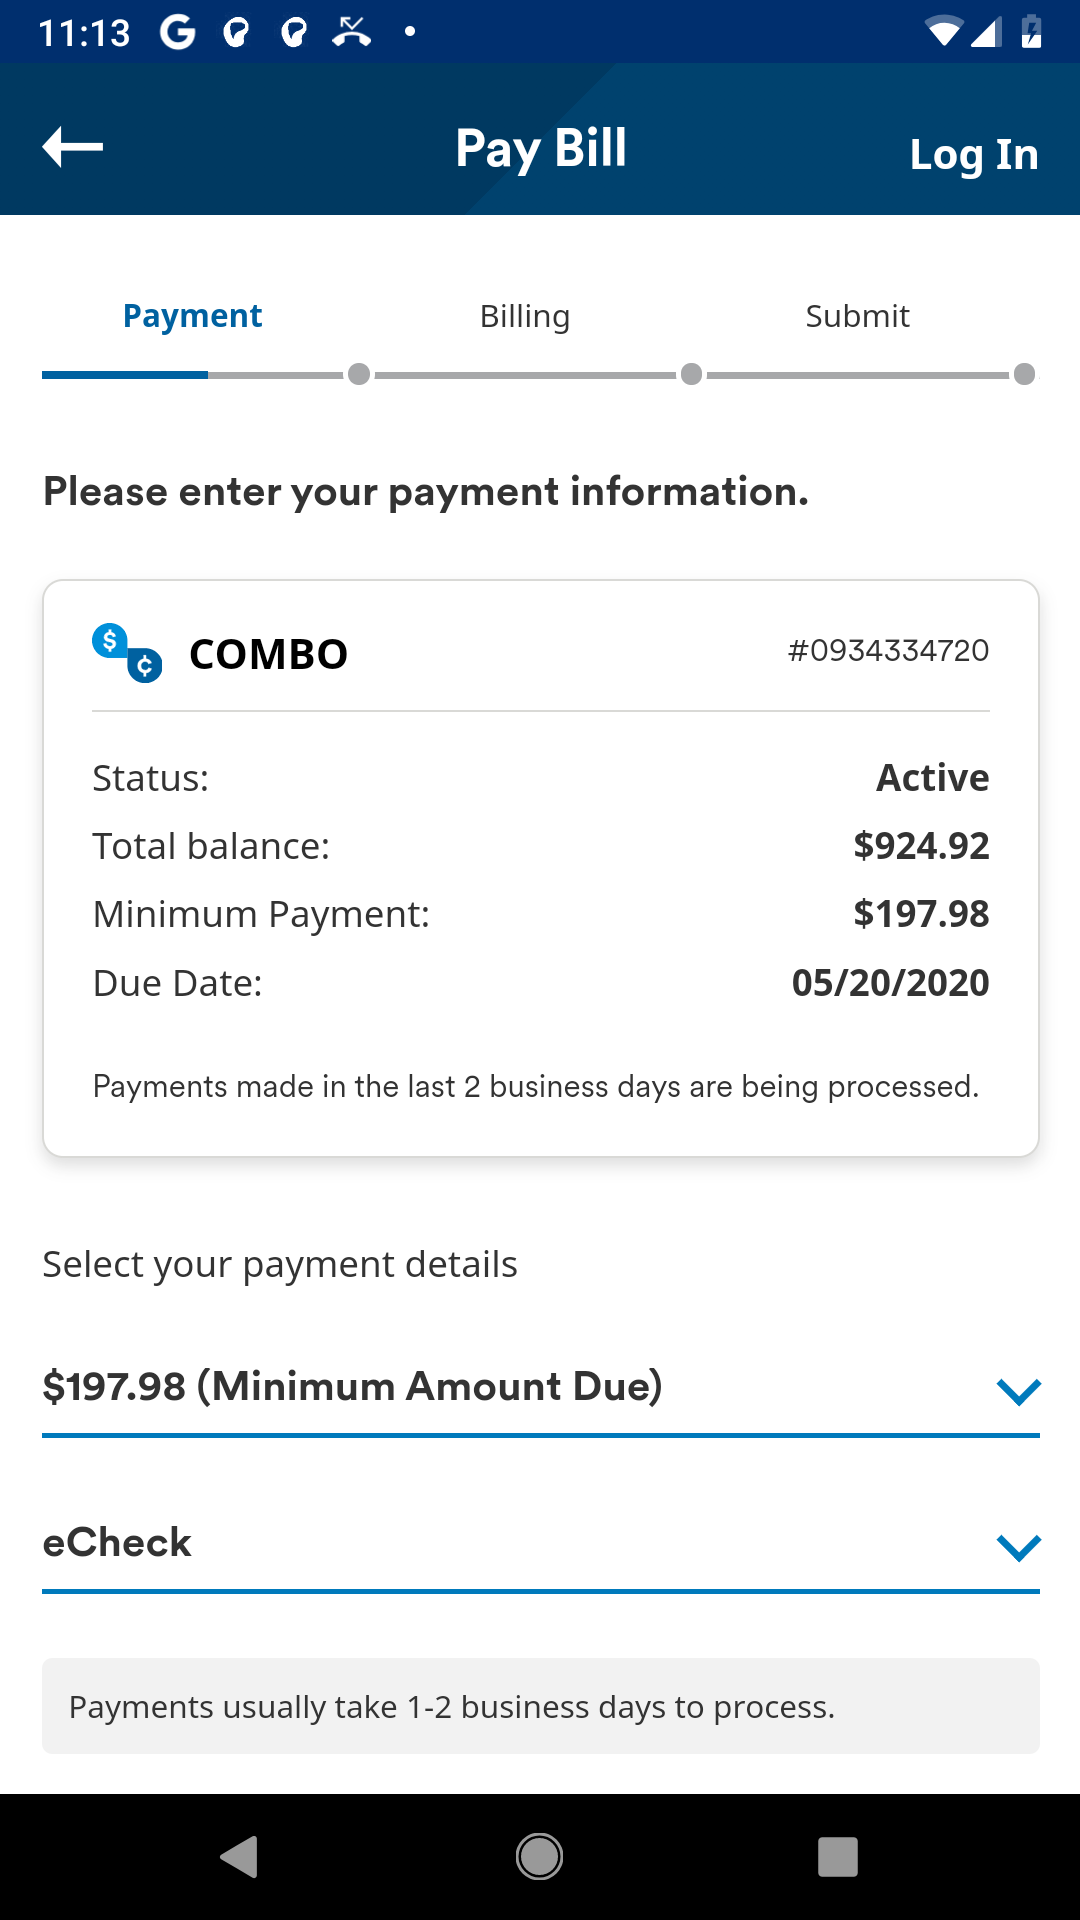 11:13
Pay Bill
Log In
Payment Billing Submit
Please enter your payment information.
COMBO #0934334720
Status: Active
Total balance: $924.92
Minimum Payment: $197.98
Due Date: 05/20/2020
Payments made in the last 2 business days are being processed.
Select your payment details
$197.98 (Minimum Amount Due)
eCheck
Payments usually take 1-2 business days to process.